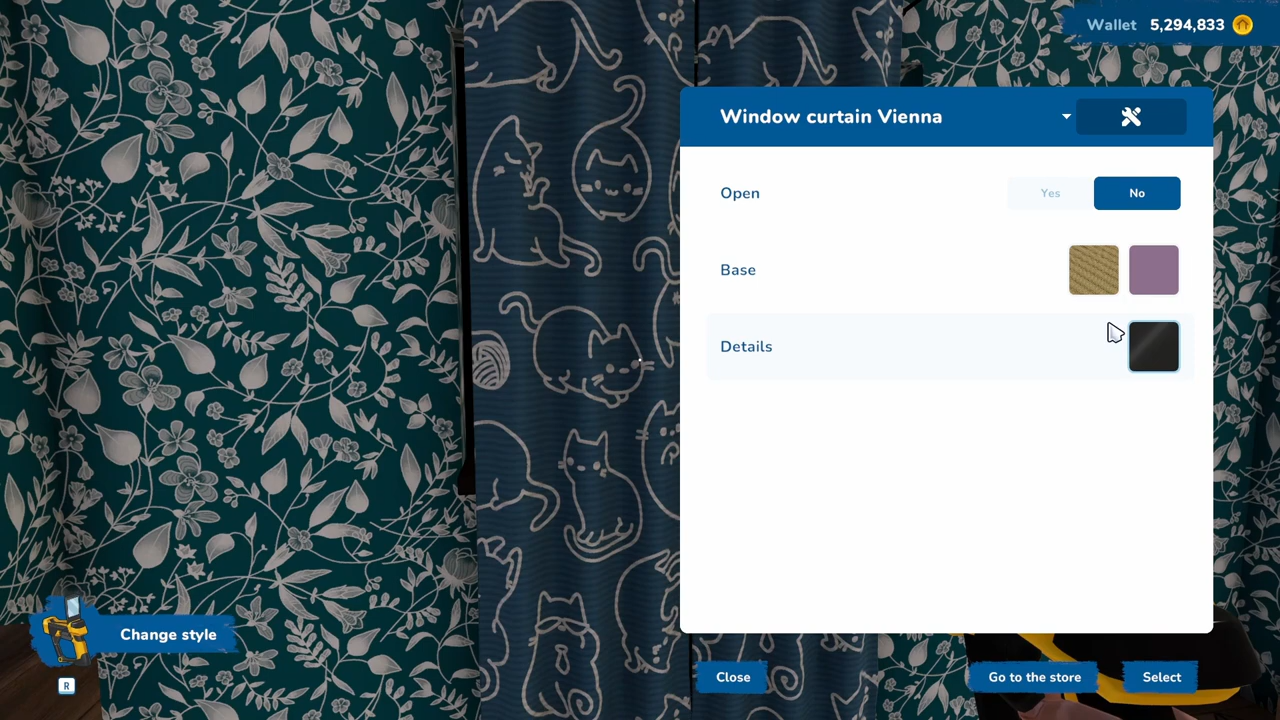 Wallet 5,294,833
Window curtain Vienna
Open Yes No
Base
Details
Change style
R
Close Go to the store Select